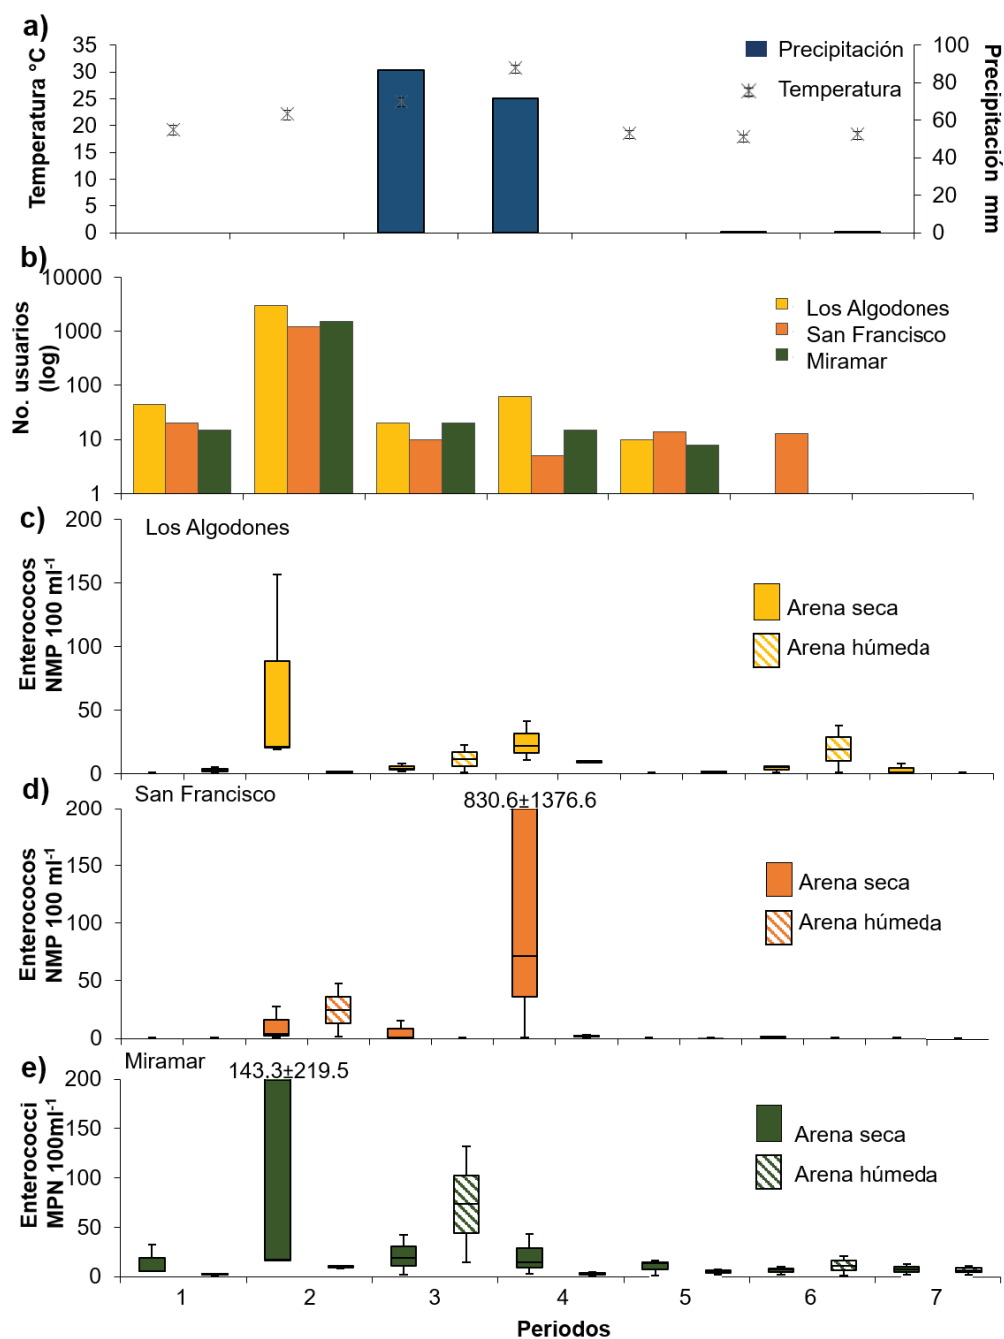 a)
Temperatura °C
35
30
25
20
15
10
5
0
Precipitación
Temperatura
100
80
60
40
20
0
Precipitación mm
b)
No. usuarios
(log)
10000
1000
100
10
1
Los Algodones
San Francisco
Miramar
c)
Los Algodones
Enterococos
NMP 100 ml-1
200
150
100
50
0
Arena seca
Arena húmeda
d)
San Francisco
830.6±1376.6
Enterococos
NMP 100 ml-1
200
150
100
50
0
Arena seca
Arena húmeda
e)
Miramar
143.3±219.5
Enterococci
MPN 100ml-1
200
150
100
50
0
Arena seca
Arena húmeda
1 2 3 4 5 6 7
Periodos